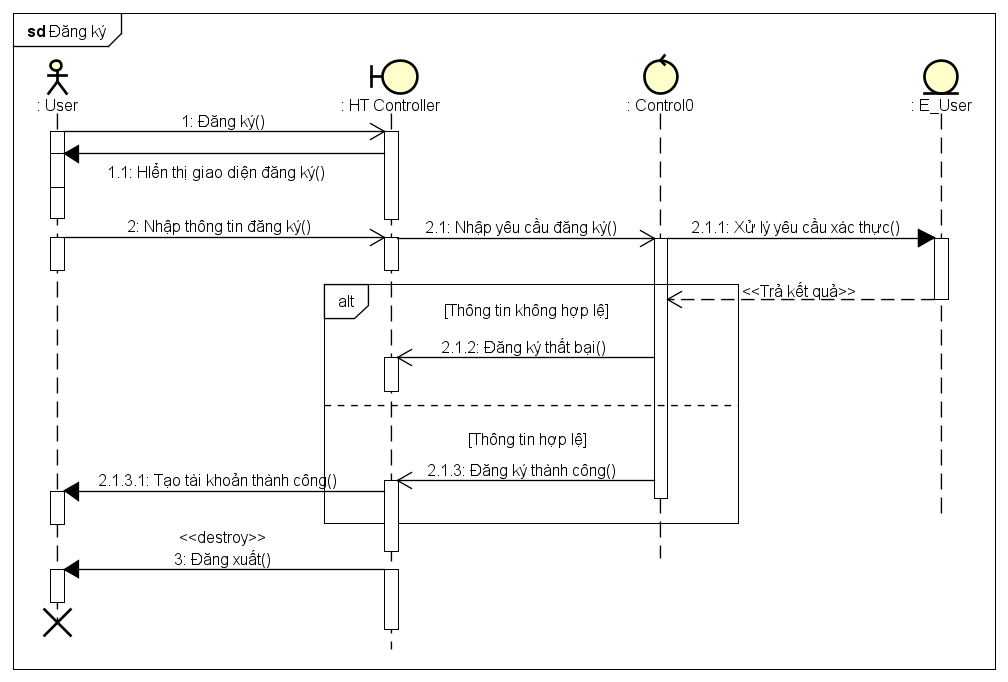 sd Đăng ký
: User
: HT Controller
: Control0
: E_User
1: Đăng ký()
1.1: HIển thị giao diện đăng ký()
2: Nhập thông tin đăng ký()
2.1: Nhập yêu cầu đăng ký()
2.1.1: Xử lý yêu cầu xác thực()
<<Trả kết quả>>
alt
[Thông tin không hợp lệ]
2.1.2: Đăng ký thất bại()
[Thông tin hợp lệ]
2.1.3: Đăng ký thành công()
2.1.3.1: Tạo tài khoản thành công()
<<destroy>>
3: Đăng xuất()